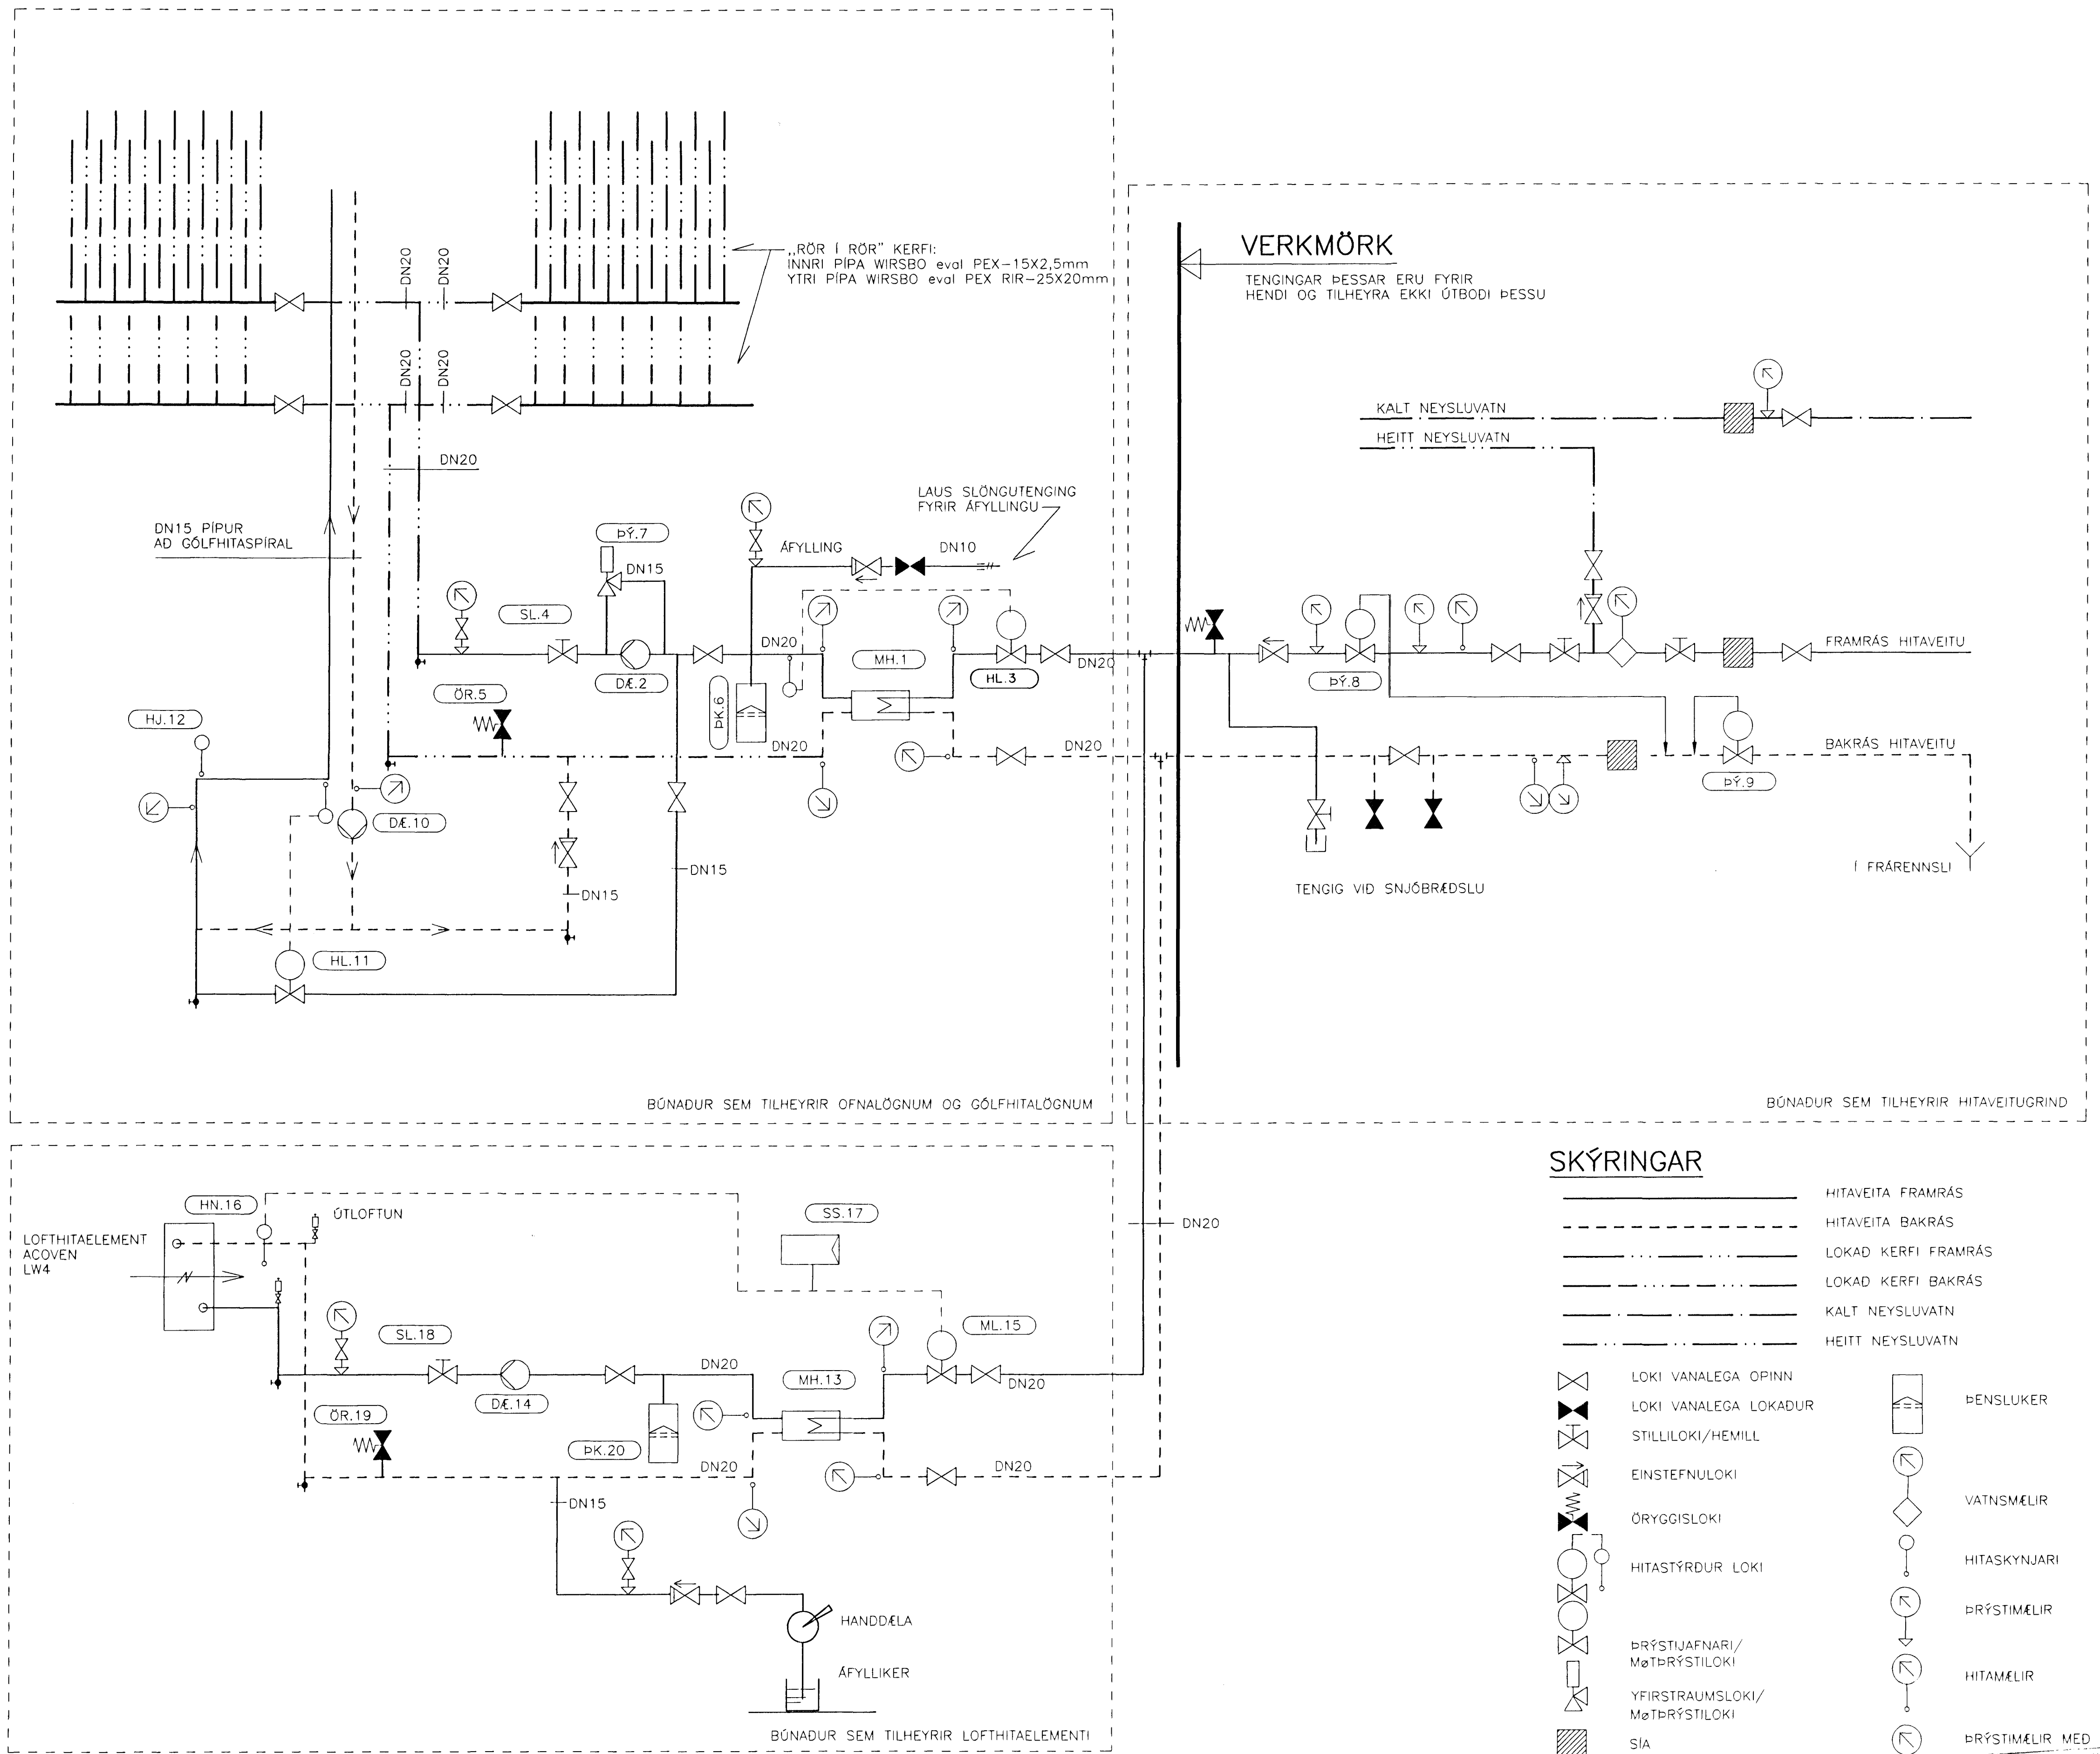 DN20
DN20
„RÖR Í RÖR" KERFI:
INNRI PÍPA WIRSBO eval PEX-15X2,5mm
YTRI PÍPA WIRSBO eval PEX RIR-25X20mm
DN20
DN20
DN20
DN15 PÍPUR
AÐ GÓLFHITASPÍRAL
LAUS SLÖNGUTENGING
FYRIR ÁFYLLINGU
ÞÝ.7
DN15
ÁFYLLING
DN10
SL.4
DÆ.2
ÞK.6
DN20
MH.1
HL.3
DN20
ÖR.5
DN20
DN20
HJ.12
DÆ.10
DN15
DN15
HL.11
BÚNAÐUR SEM TILHEYRIR OFNALÖGNUM OG GÓLFHITALÖGNUM
VERKMÖRK
TENGINGAR ÞESSAR ERU FYRIR
HENDI OG TILHEYRA EKKI ÚTBOÐI ÞESSU
KALT NEYSLUVATN
HEITT NEYSLUVATN
FRAMRÁS HITAVEITU
ÞÝ.8
BAKRÁS HITAVEITU
ÞÝ.9
Í FRÁRENNSLI
TENGIG VIÐ SNJÓBRÆÐSLU
BÚNAÐUR SEM TILHEYRIR HITAVEITUGRIND
HN.16
ÚTLOFTUN
LOFTHITAELEMENT
ACOVEN
LW4
SS.17
SL.18
DÆ.14
DN20
MH.13
ML.15
DN20
DN20
ÖR.19
ÞK.20
DN20
DN20
DN15
HANDDÆLA
ÁFYLLIKER
BÚNAÐUR SEM TILHEYRIR LOFTHITAELEMENTI
SKÝRINGAR
HITAVEITA FRAMRÁS
HITAVEITA BAKRÁS
LOKAÐ KERFI FRAMRÁS
LOKAÐ KERFI BAKRÁS
KALT NEYSLUVATN
HEITT NEYSLUVATN
LOKI VANALEGA OPINN
LOKI VANALEGA LOKAÐUR
STILLILOKI/HEMILL
EINSTEFNULOKI
ÖRYGGISLOKI
HITASTÝRÐUR LOKI
ÞRÝSTIJAFNARI/
MøTÞRÝSTILOKI
YFIRSTRAUMSLOKI/
MøTÞRÝSTILOKI
SÍA
ÞENSLUKER
VATNSMÆLIR
HITASKYNJARI
ÞRÝSTIMÆLIR
HITAMÆLIR
ÞRÝSTIMÆLIR MEÐ